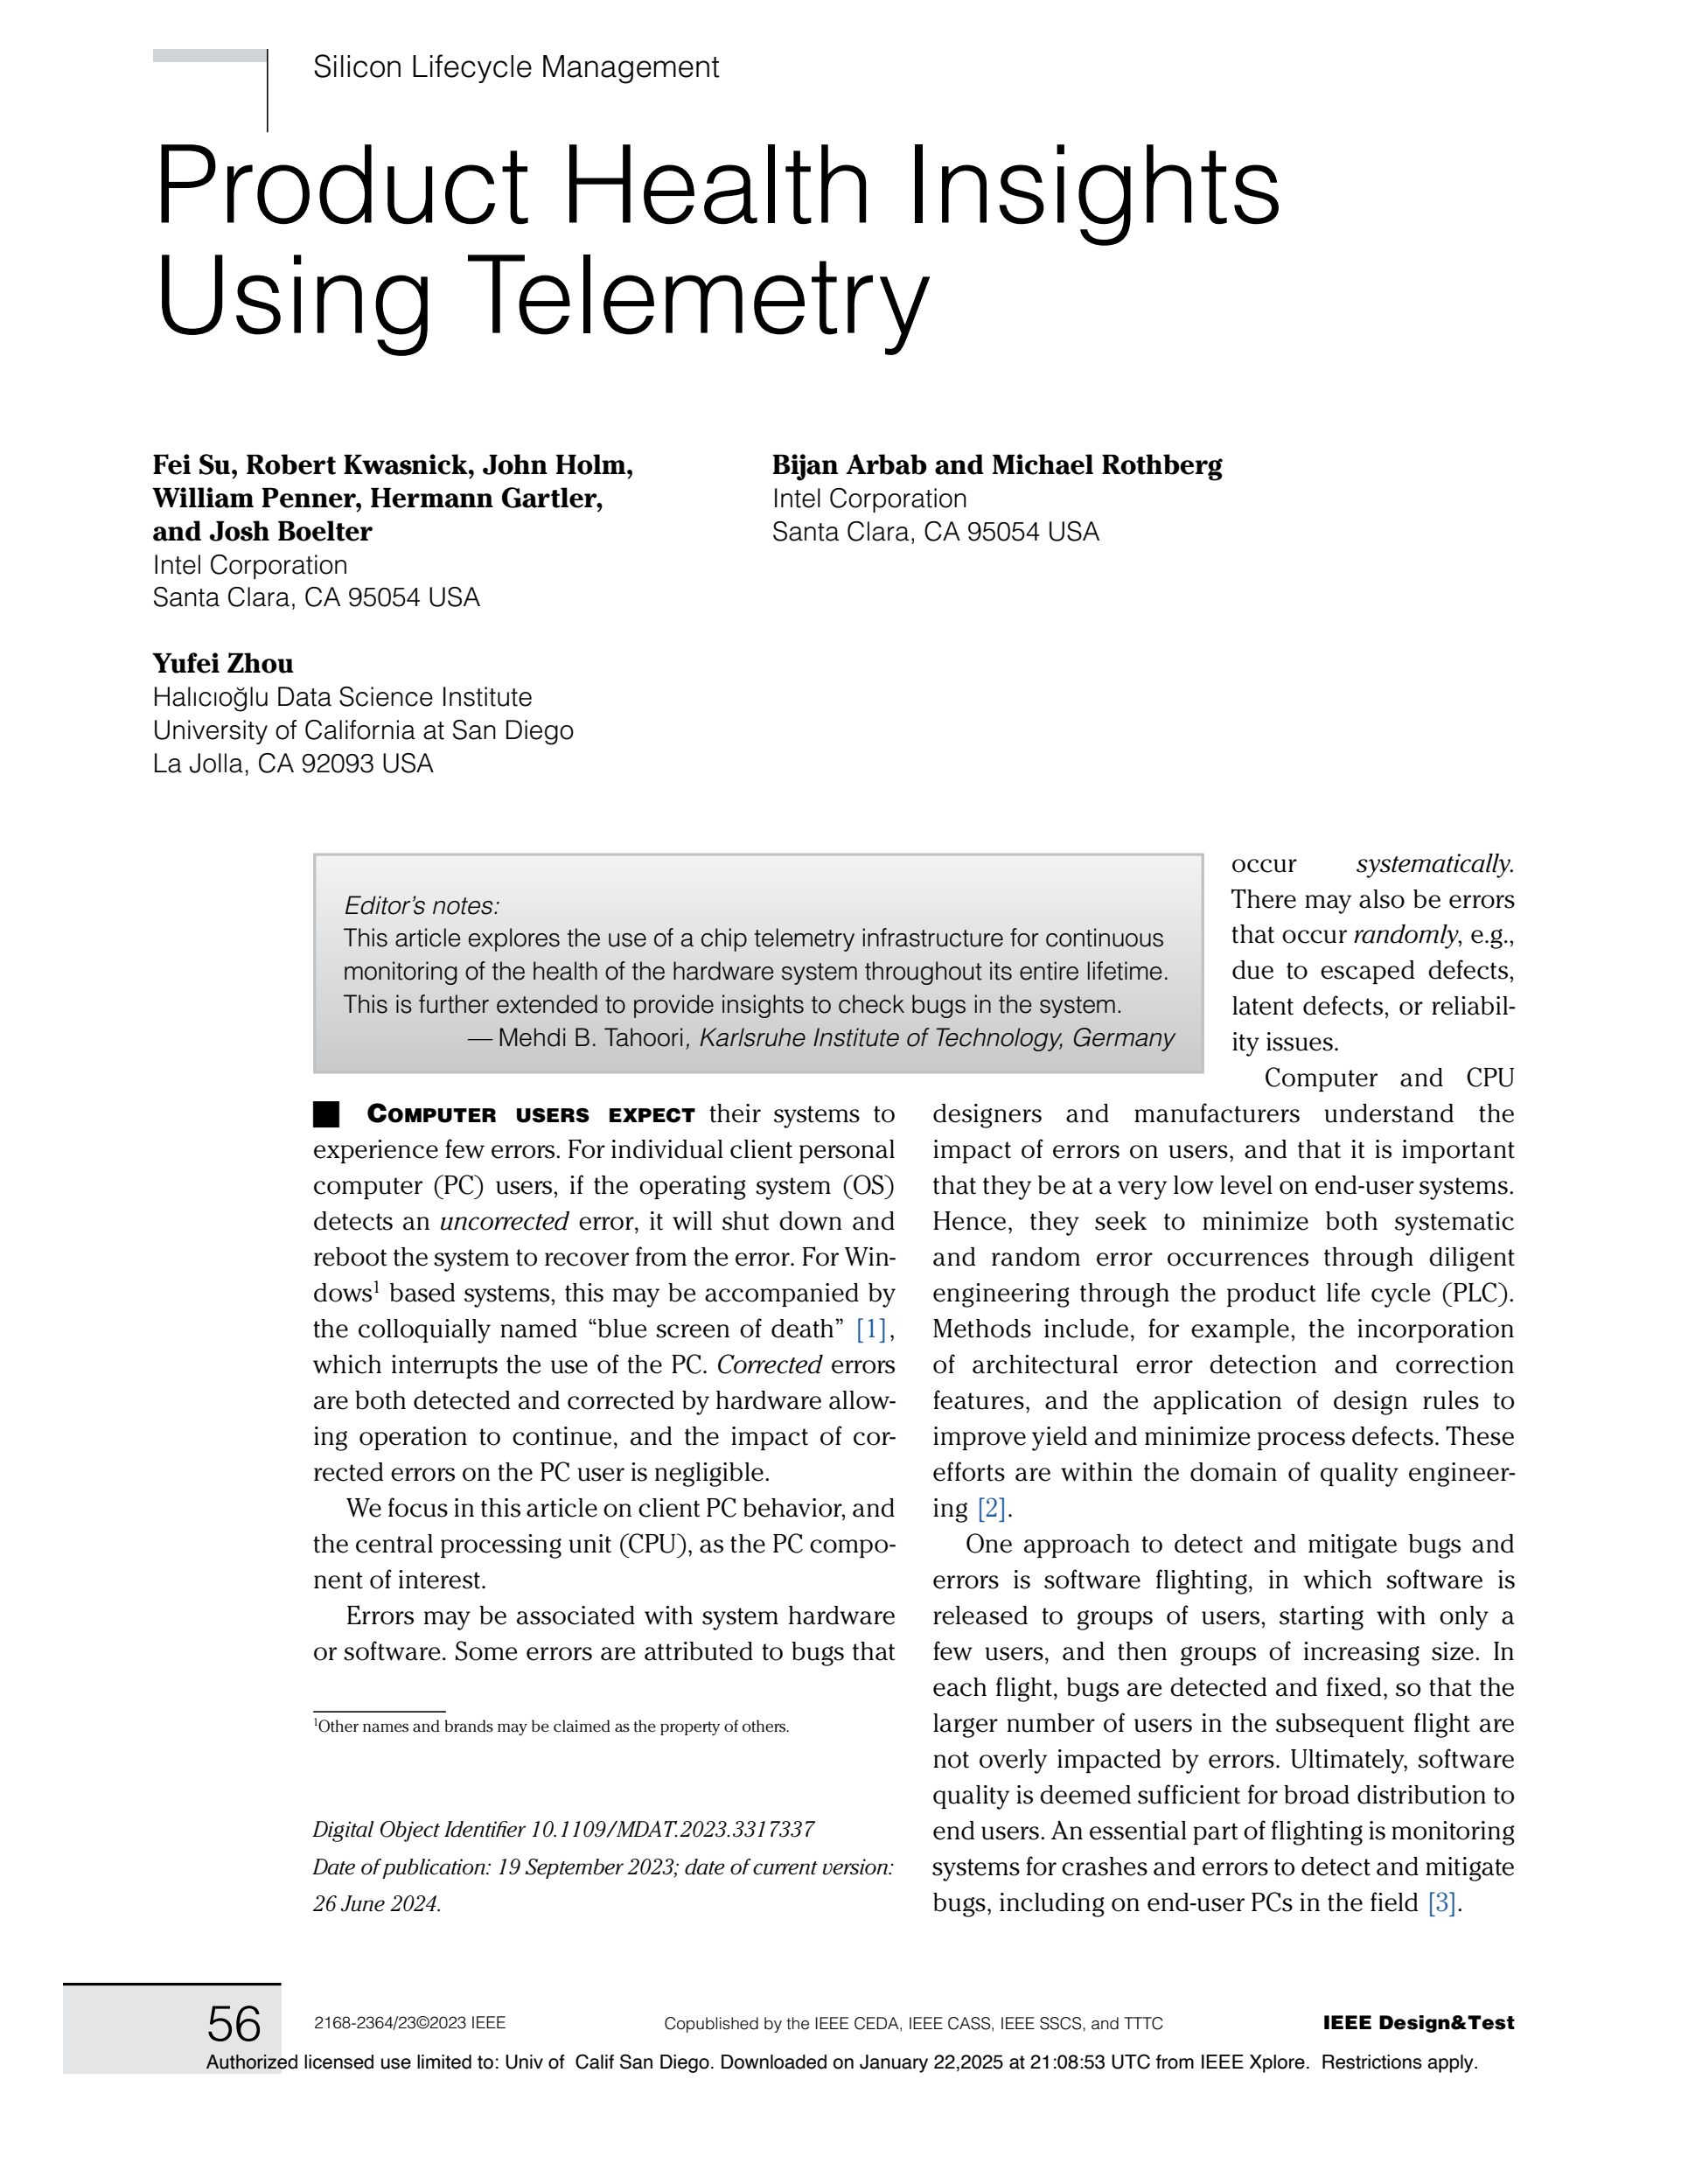 Silicon Lifecycle Management
Product Health Insights
Using Telemetry
Fei Su, Robert Kwasnick, John Holm,
William Penner, Hermann Gartler,
and Josh Boelter
Intel Corporation
Santa Clara, CA 95054 USA
Yufei Zhou
Halıcıoğlu Data Science Institute
University of California at San Diego
La Jolla, CA 92093 USA
Bijan Arbab and Michael Rothberg
Intel Corporation
Santa Clara, CA 95054 USA
Editor's notes:
This article explores the use of a chip telemetry infrastructure for continuous
monitoring of the health of the hardware system throughout its entire lifetime.
This is further extended to provide insights to check bugs in the system.
— Mehdi B. Tahoori, Karlsruhe Institute of Technology, Germany
■ COMPUTER USERS EXPECT their systems to
experience few errors. For individual client personal
computer (PC) users, if the operating system (OS)
detects an uncorrected error, it will shut down and
reboot the system to recover from the error. For Win-
dows1 based systems, this may be accompanied by
the colloquially named “blue screen of death” [1],
which interrupts the use of the PC. Corrected errors
are both detected and corrected by hardware allow-
ing operation to continue, and the impact of cor-
rected errors on the PC user is negligible.
We focus in this article on client PC behavior, and
the central processing unit (CPU), as the PC compo-
nent of interest.
Errors may be associated with system hardware
or software. Some errors are attributed to bugs that
1Other names and brands may be claimed as the property of others.
Digital Object Identifier 10.1109/MDAT.2023.3317337
Date of publication: 19 September 2023; date of current version:
26 June 2024.
occur systematically.
There may also be errors
that occur randomly, e.g.,
due to escaped defects,
latent defects, or reliabil-
ity issues.
Computer and CPU
designers and manufacturers understand the
impact of errors on users, and that it is important
that they be at a very low level on end-user systems.
Hence, they seek to minimize both systematic
and random error occurrences through diligent
engineering through the product life cycle (PLC).
Methods include, for example, the incorporation
of architectural error detection and correction
features, and the application of design rules to
improve yield and minimize process defects. These
efforts are within the domain of quality engineer-
ing [2].
One approach to detect and mitigate bugs and
errors is software flighting, in which software is
released to groups of users, starting with only a
few users, and then groups of increasing size. In
each flight, bugs are detected and fixed, so that the
larger number of users in the subsequent flight are
not overly impacted by errors. Ultimately, software
quality is deemed sufficient for broad distribution to
end users. An essential part of flighting is monitoring
systems for crashes and errors to detect and mitigate
bugs, including on end-user PCs in the field [3].
56
2168-2364/23©2023 IEEE
Copublished by the IEEE CEDA, IEEE CASS, IEEE SSCS, and TTTC
IEEE Design&Test
Authorized licensed use limited to: Univ of Calif San Diego. Downloaded on January 22,2025 at 21:08:53 UTC from IEEE Xplore. Restrictions apply.